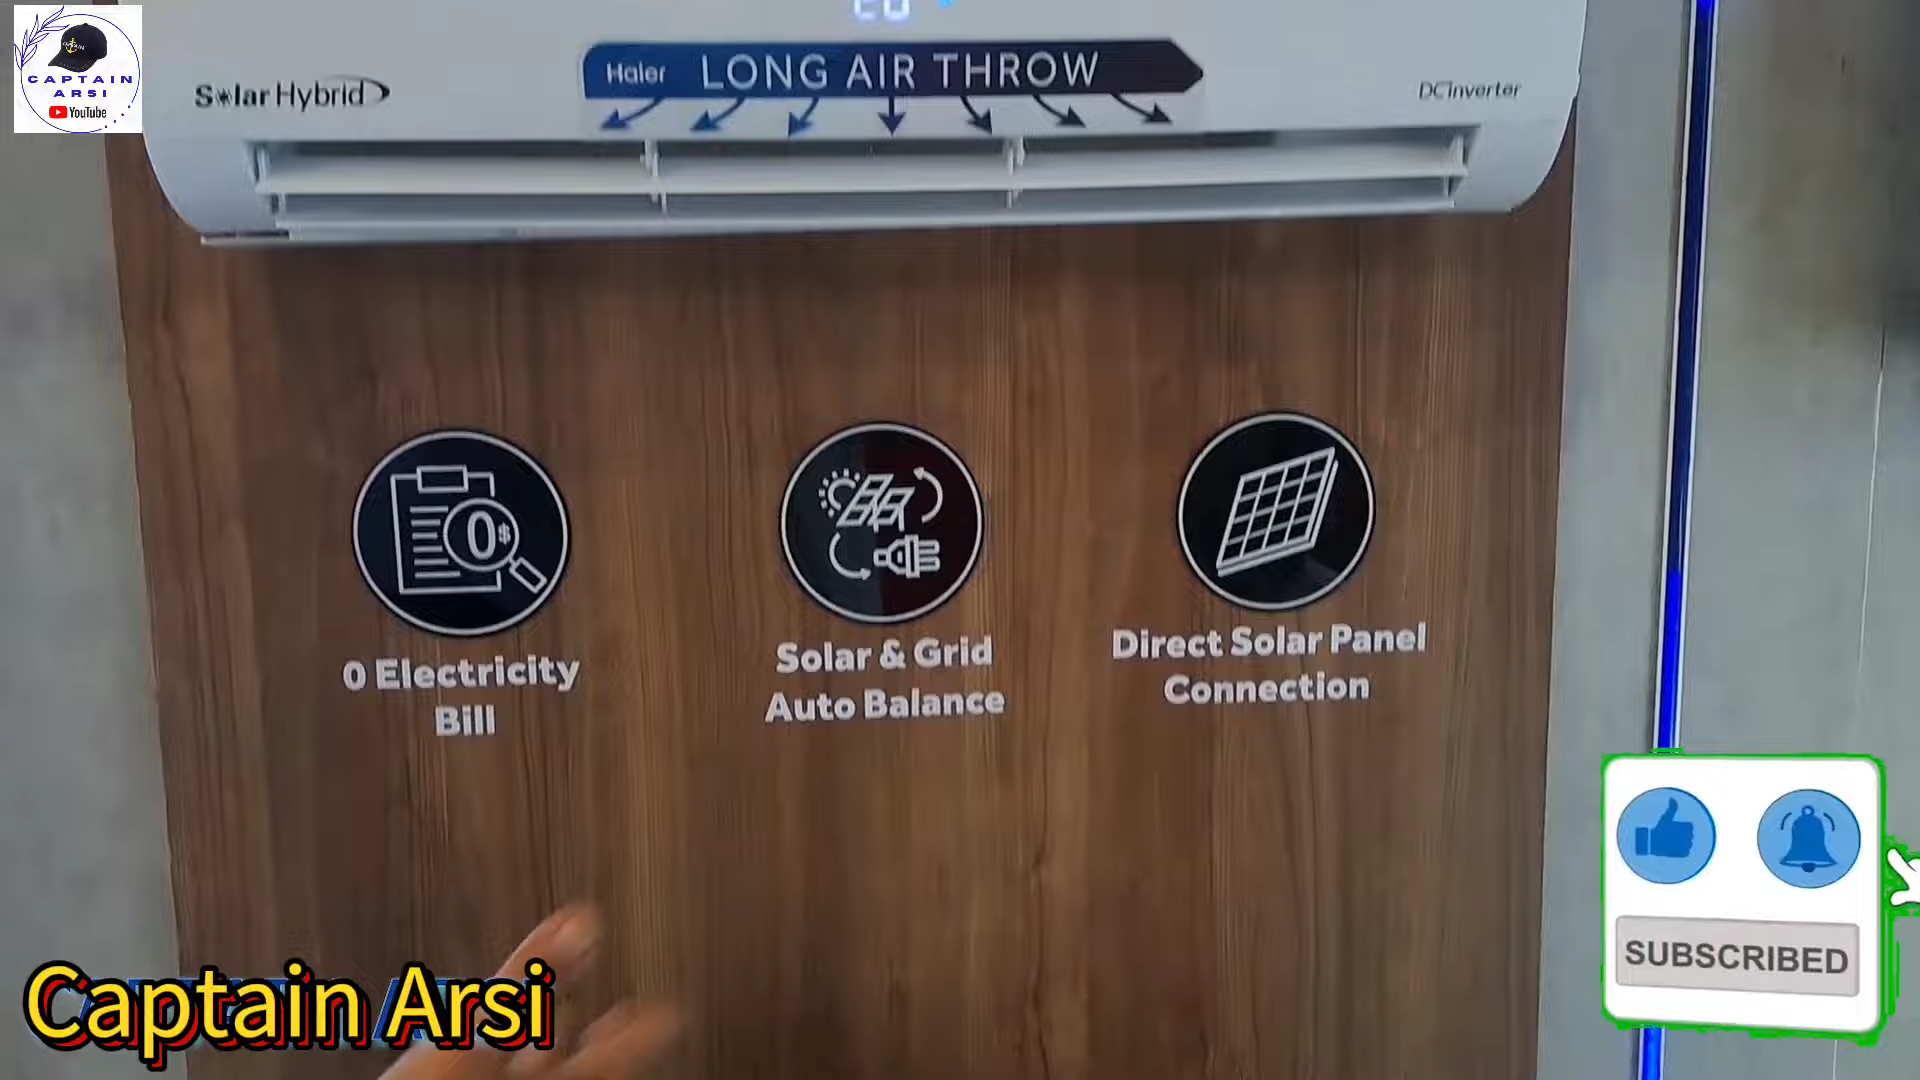 CAPTAIN
ARSI
YouTube
Solar Hybrid
Haier LONG AIR THROW
DC inverter
0$
0 Electricity
Bill
Solar & Grid
Auto Balance
Direct Solar Panel
Connection
SUBSCRIBED
Captain Arsi